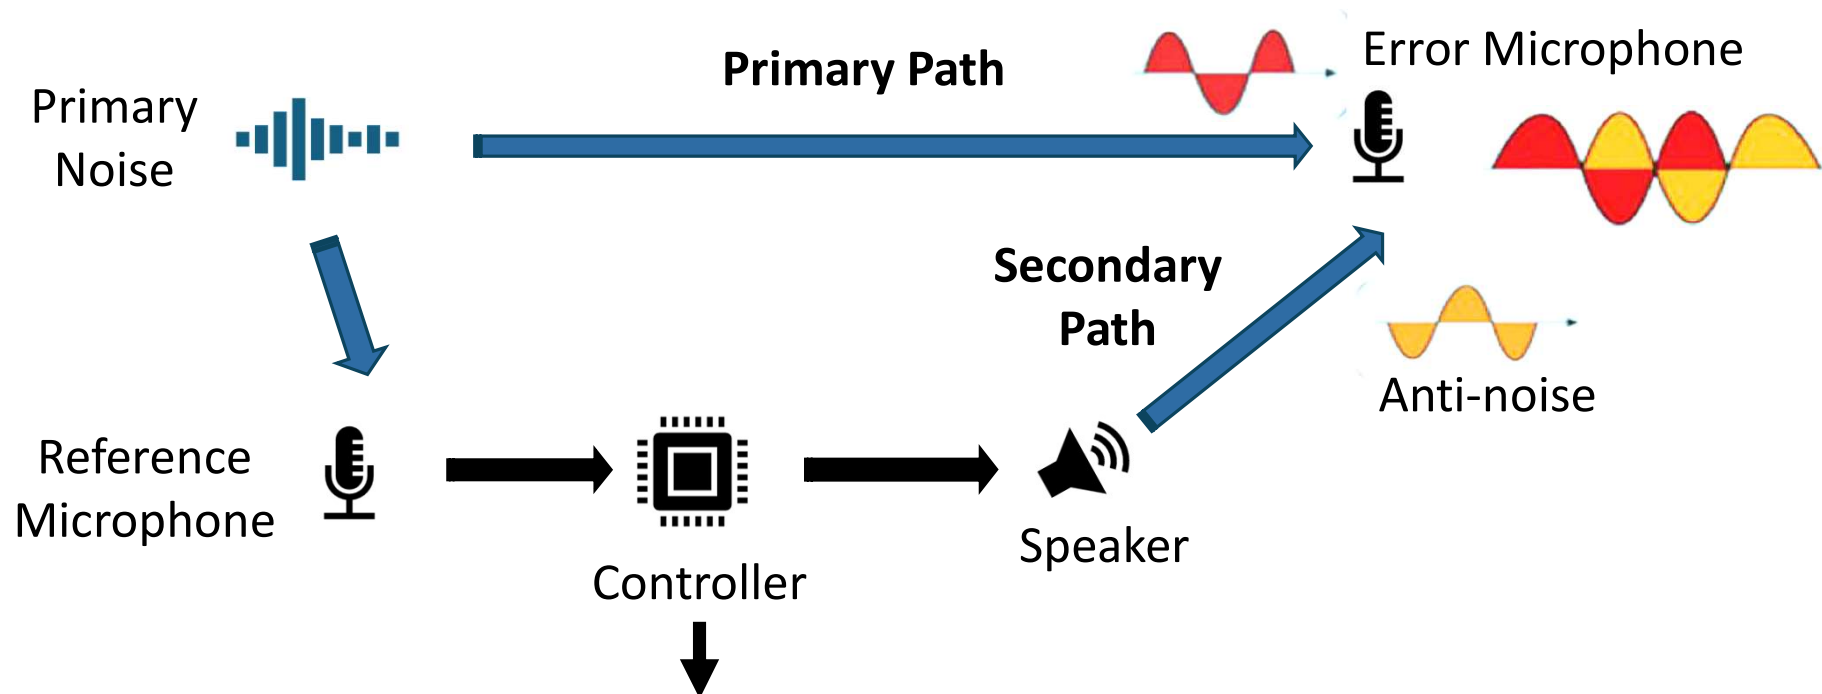 Primary Path
Error Microphone
Primary
Noise
Secondary
Path
Anti-noise
Reference
Microphone
Speaker
Controller